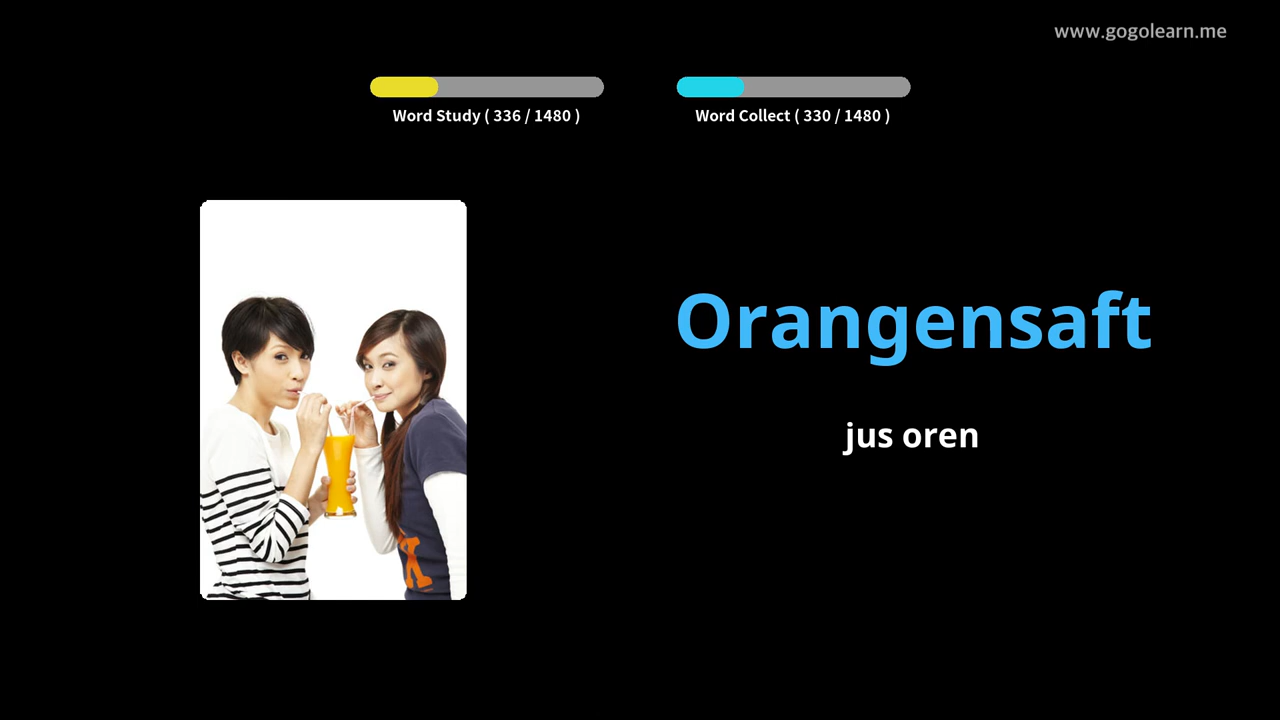 www.gogolearn.me
Word Study ( 336 / 1480 )
Word Collect ( 330 / 1480 )
Orangensaft
jus oren